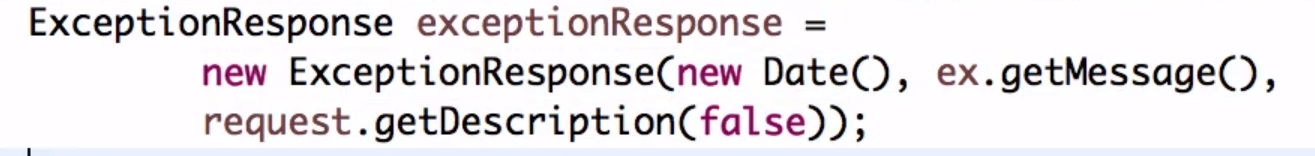 ExceptionResponse exceptionResponse =
new ExceptionResponse(new Date(), ex.getMessage(),
request.getDescription(false));